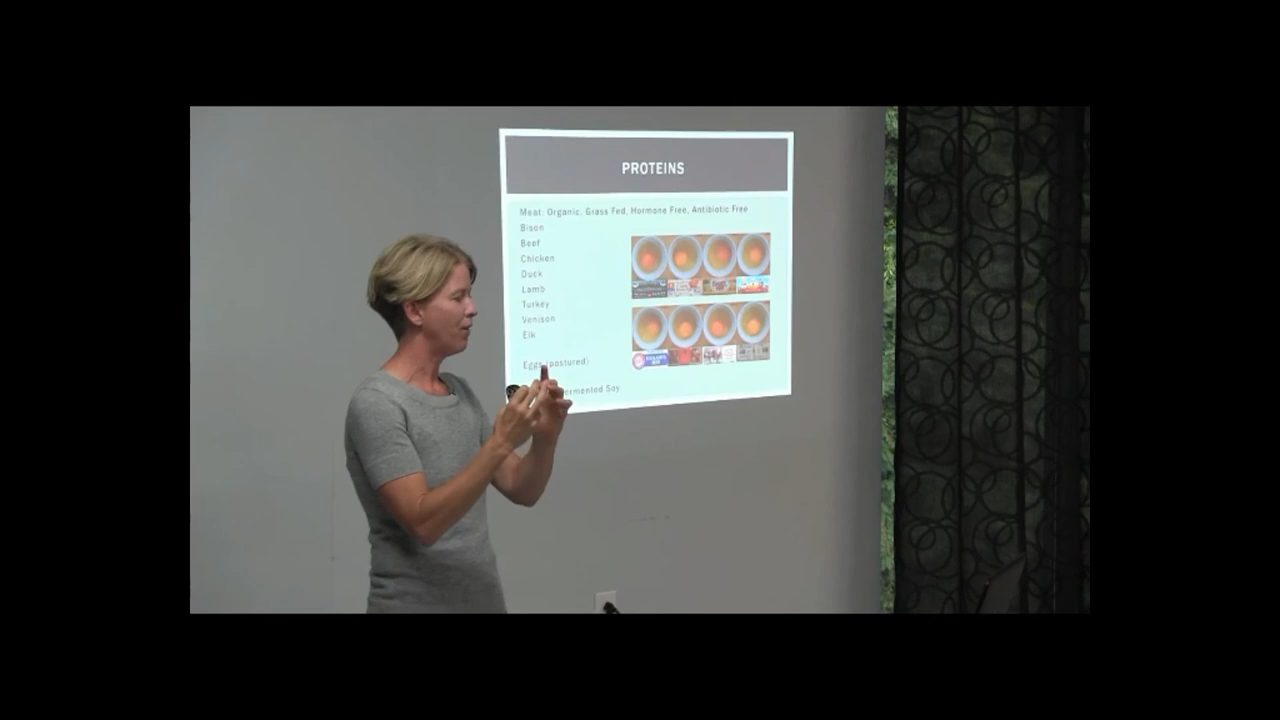 PROTEINS
Meat: Organic, Grass Fed, Hormone Free, Antibiotic Free
Bison
Beef
Chicken
Duck
Lamb
Turkey
Venison
Elk
Eggs (pastured)
Soy